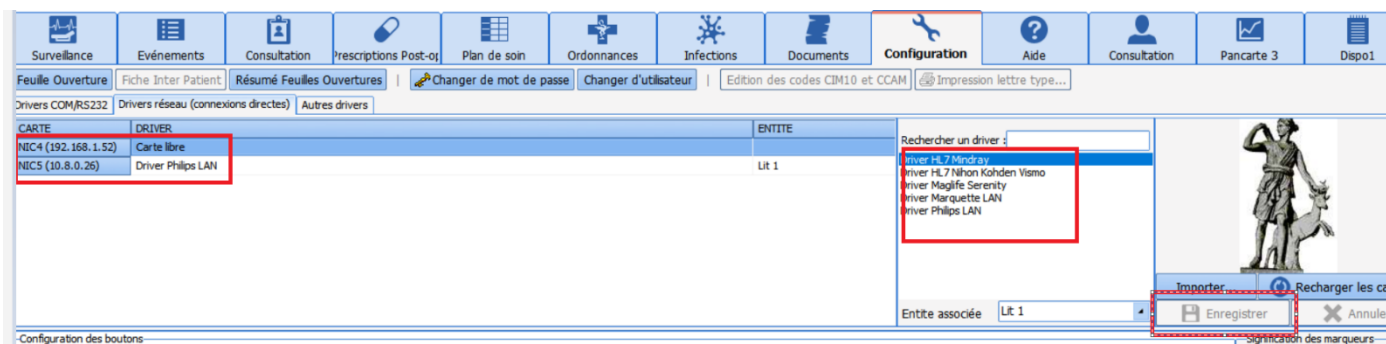 Surveillance Evénements Consultation Prescriptions Post-op Plan de soin Ordonnances Infections Documents Configuration Aide Consultation Pancarte 3 Dispo1
Feuille Ouverture Fiche Inter Patient Résumé Feuilles Ouvertures | Changer de mot de passe Changer d'utilisateur | Edition des codes CIM10 et CCAM Impression lettre type...
Drivers COM/RS232 Drivers réseau (connexions directes) Autres drivers
CARTE DRIVER ENTITE
NIC4 (192.168.1.52) Carte libre
NIC5 (10.8.0.26) Driver Philips LAN Lit 1
Rechercher un driver :
Driver HL7 Mindray
Driver HL7 Nihon Kohden Vismo
Driver Maglife Serenity
Driver Marquette LAN
Driver Philips LAN
Importer... Recharger les ca
Entite associée Lit 1 Enregistrer Annule
Configuration des boutons Signification des marqueurs